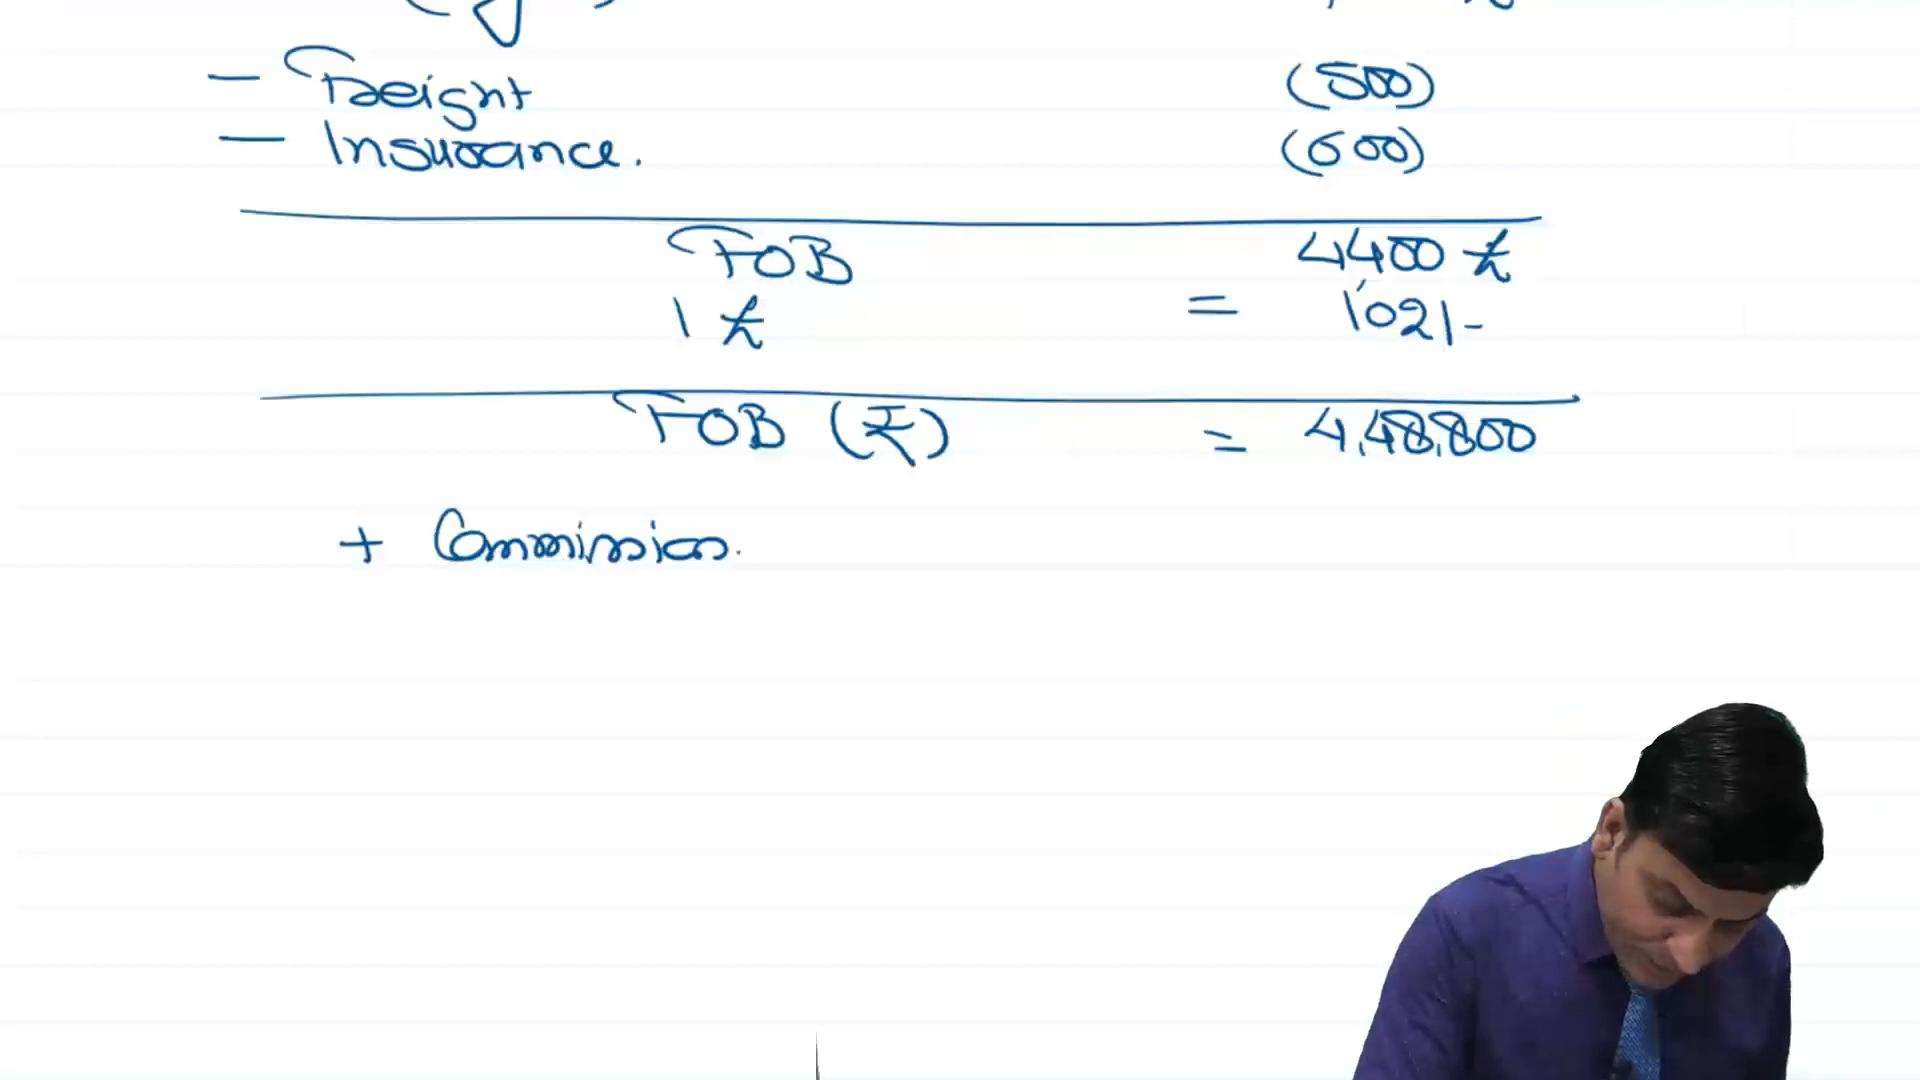 — Freight (500)
— Insurance. (600)
FOB 4400 £
1 £ = 102/-
FOB (₹) = 4,48,800
+ Commission.